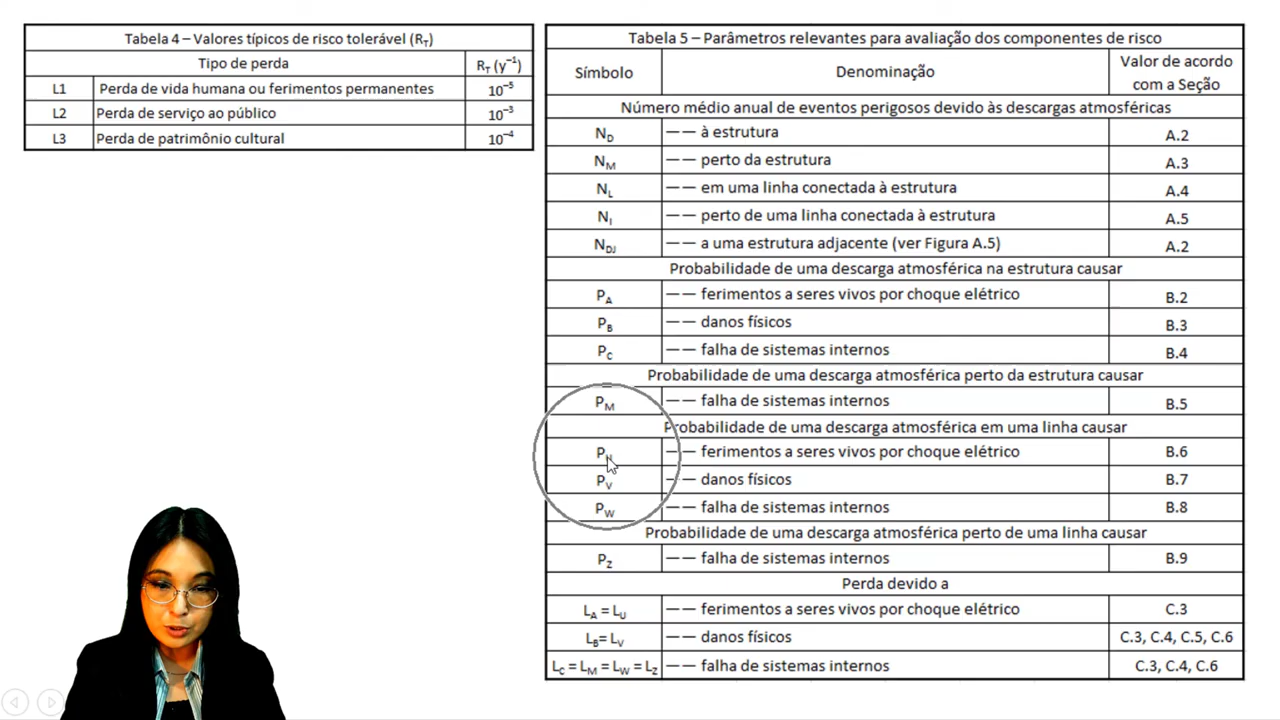 Tabela 4 – Valores típicos de risco tolerável (RT)
Tipo de perda RT (y⁻¹)
L1 Perda de vida humana ou ferimentos permanentes 10⁻⁵
L2 Perda de serviço ao público 10⁻³
L3 Perda de patrimônio cultural 10⁻⁴
Tabela 5 – Parâmetros relevantes para avaliação dos componentes de risco
Símbolo Denominação Valor de acordo com a Seção
Número médio anual de eventos perigosos devido às descargas atmosféricas
ND —— à estrutura A.2
NM —— perto da estrutura A.3
NL —— em uma linha conectada à estrutura A.4
NI —— perto de uma linha conectada à estrutura A.5
NDJ —— a uma estrutura adjacente (ver Figura A.5) A.2
Probabilidade de uma descarga atmosférica na estrutura causar
PA —— ferimentos a seres vivos por choque elétrico B.2
PB —— danos físicos B.3
PC —— falha de sistemas internos B.4
Probabilidade de uma descarga atmosférica perto da estrutura causar
PM —— falha de sistemas internos B.5
Probabilidade de uma descarga atmosférica em uma linha causar
PU —— ferimentos a seres vivos por choque elétrico B.6
PV —— danos físicos B.7
PW —— falha de sistemas internos B.8
Probabilidade de uma descarga atmosférica perto de uma linha causar
PZ —— falha de sistemas internos B.9
Perda devido a
LA = LU —— ferimentos a seres vivos por choque elétrico C.3
LB= LV —— danos físicos C.3, C.4, C.5, C.6
LC = LM = LW = LZ —— falha de sistemas internos C.3, C.4, C.6